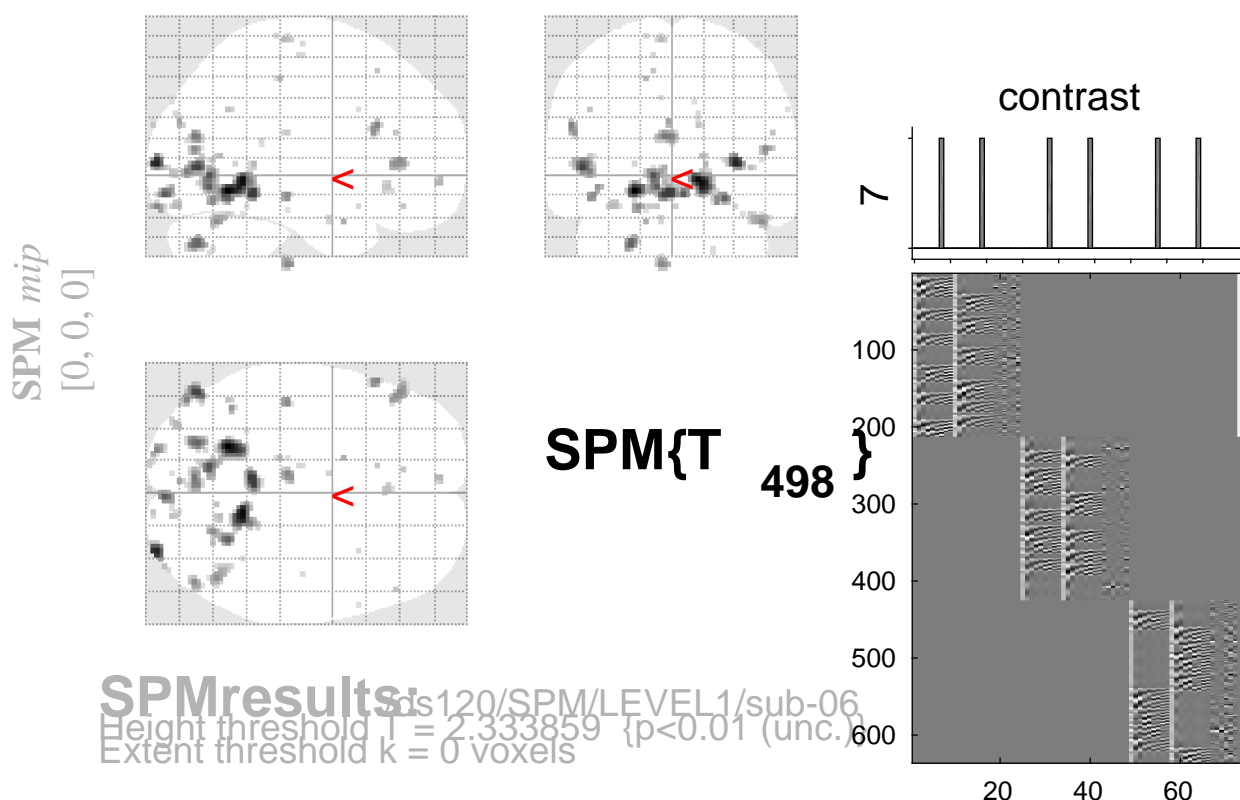 SPM mip
[0, 0, 0]
<
<
<
SPM{T498}
contrast
7
100
200
300
400
500
600
20
40
60
SPMresults: ./ds120/SPM/LEVEL1/sub-06
Height threshold T = 2.333859 {p<0.01 (unc.)}
Extent threshold k = 0 voxels